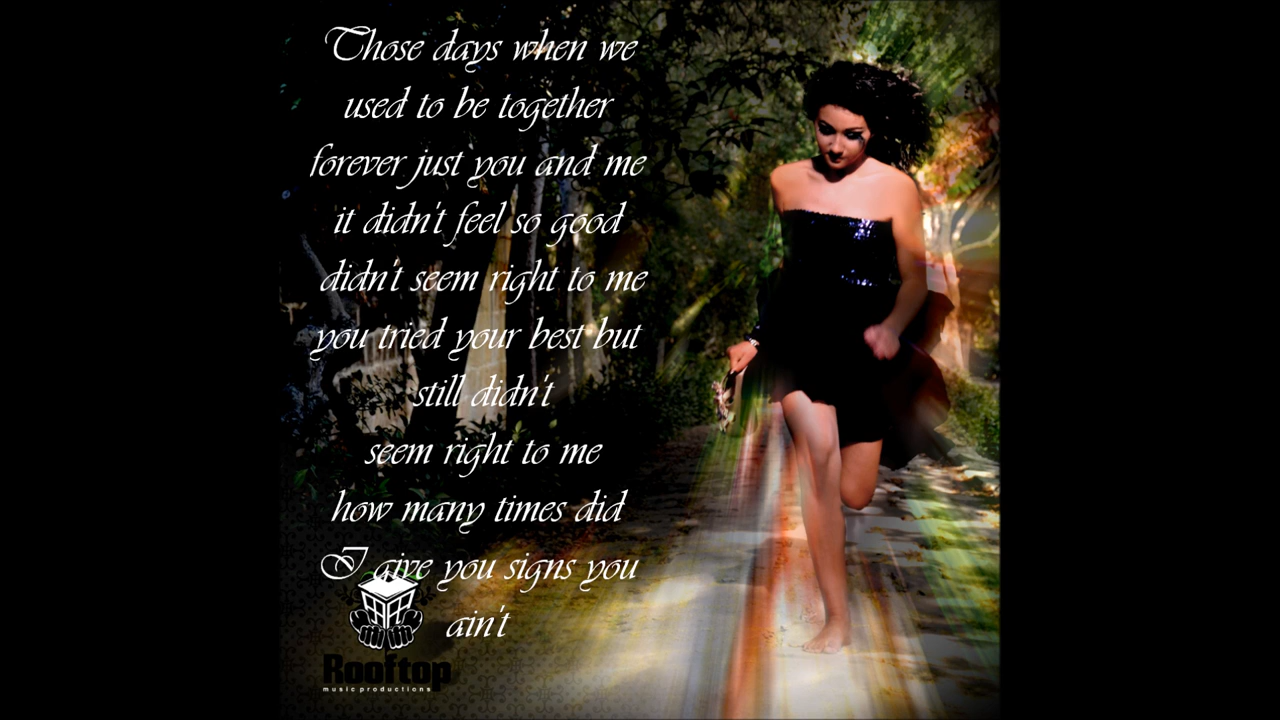 Those days when we
used to be together
forever just you and me
it didn't feel so good
didn't seem right to me
you tried your best but
still didn't
seem right to me
how many times did
I give you signs you
ain't
Rooftop
music productions